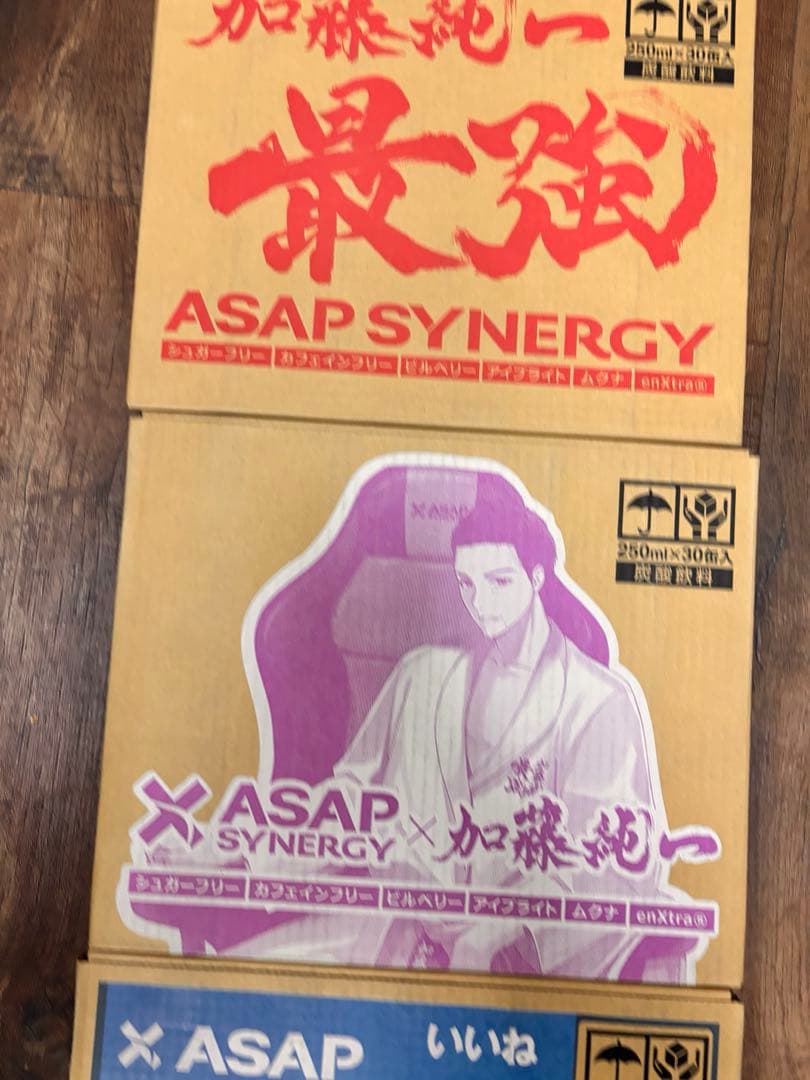 加藤純一
250ml×30缶入
炭酸飲料
最強
ASAP SYNERGY
シュガーフリー カフェインフリー ビルベリー アイブライト ムクナ enXtra®
ASAP
250ml×30缶入
炭酸飲料
ASAP
SYNERGY
×加藤純一
シュガーフリー カフェインフリー ビルベリー アイブライト ムクナ enXtra®
ASAP
いいね